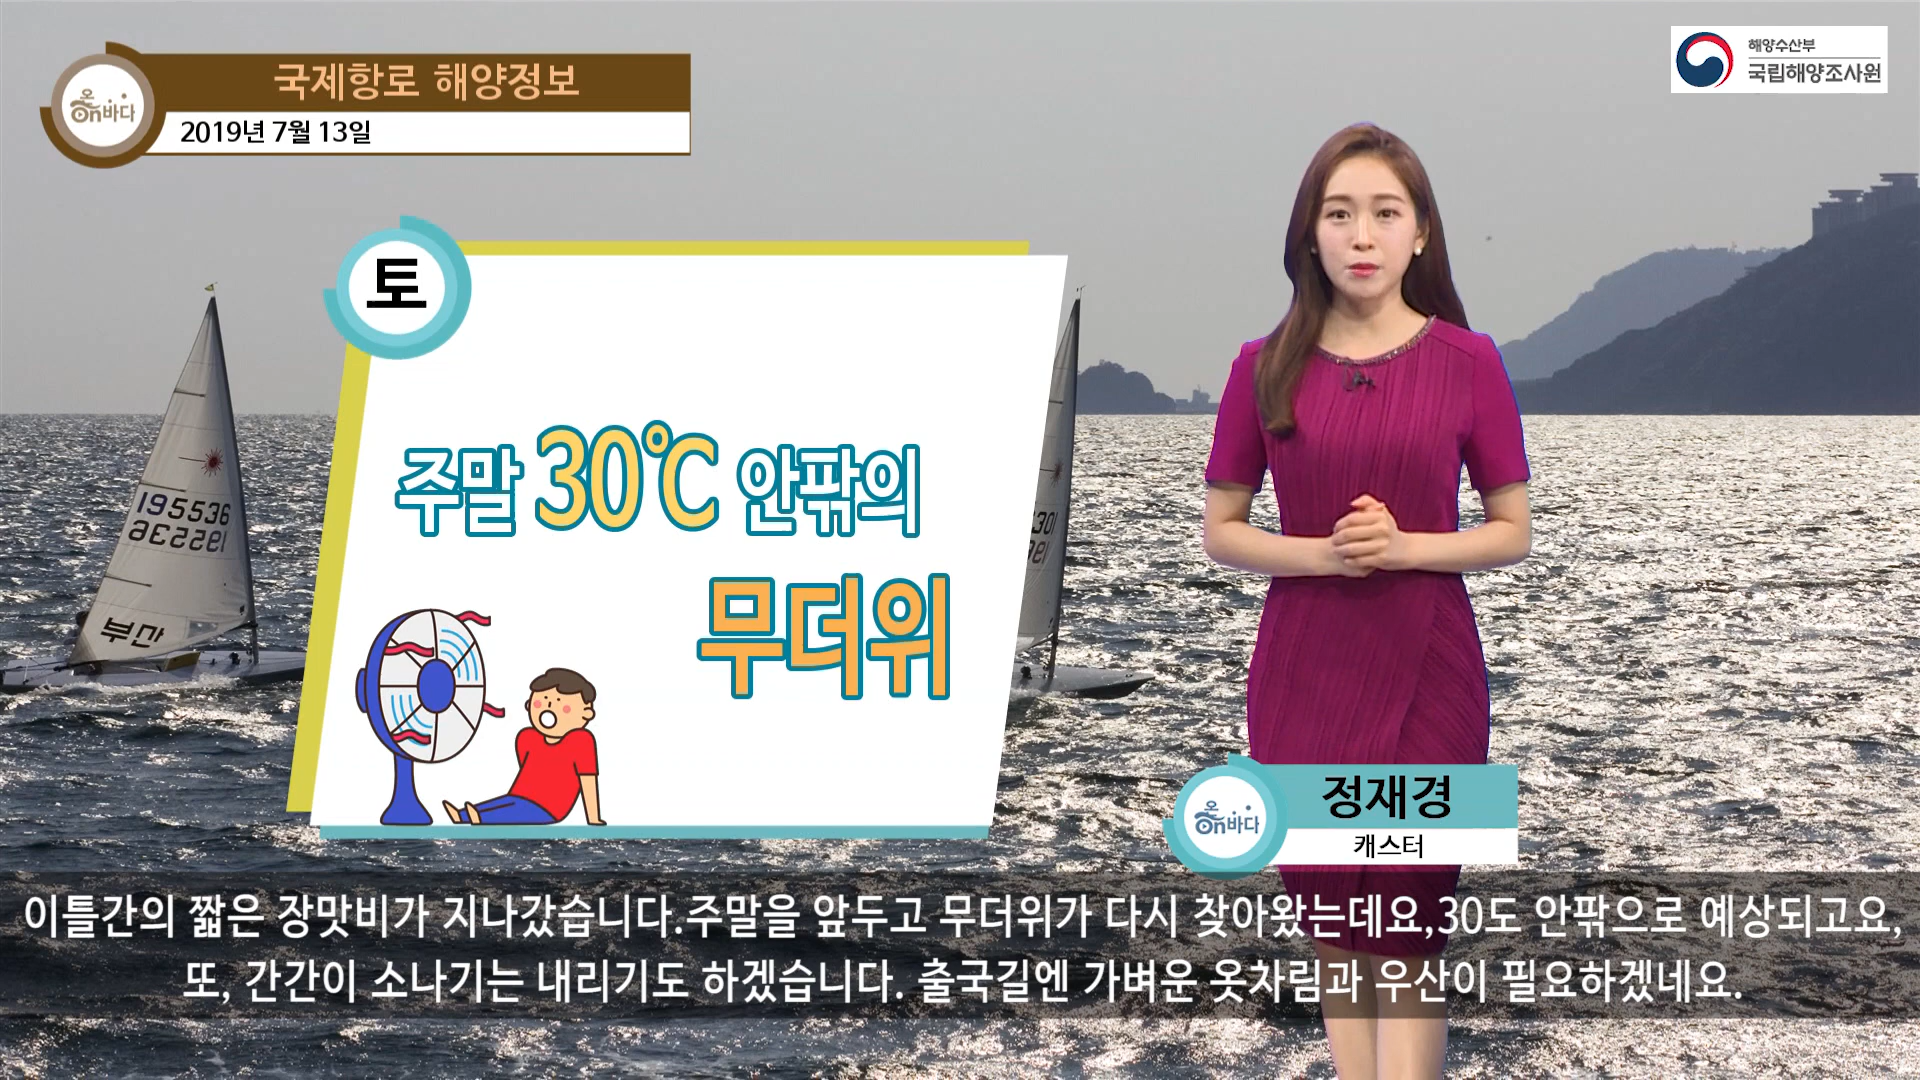 국제항로 해양정보
온
on바다
2019년 7월 13일
해양수산부
국립해양조사원
토
주말 30℃ 안팎의
무더위
195536
195536
부산
301
정재경
온
on바다
캐스터
이틀간의 짧은 장맛비가 지나갔습니다.주말을 앞두고 무더위가 다시 찾아왔는데요,30도 안팎으로 예상되고요,
또, 간간이 소나기는 내리기도 하겠습니다. 출국길엔 가벼운 옷차림과 우산이 필요하겠네요.